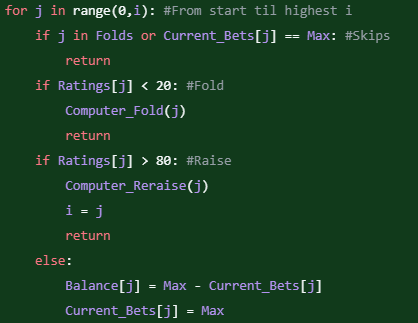 for j in range(0,i): #From start til highest i
    if j in Folds or Current_Bets[j] == Max: #Skips
        return
    if Ratings[j] < 20: #Fold
        Computer_Fold(j)
        return
    if Ratings[j] > 80: #Raise
        Computer_Reraise(j)
        i = j
        return
    else:
        Balance[j] = Max - Current_Bets[j]
        Current_Bets[j] = Max